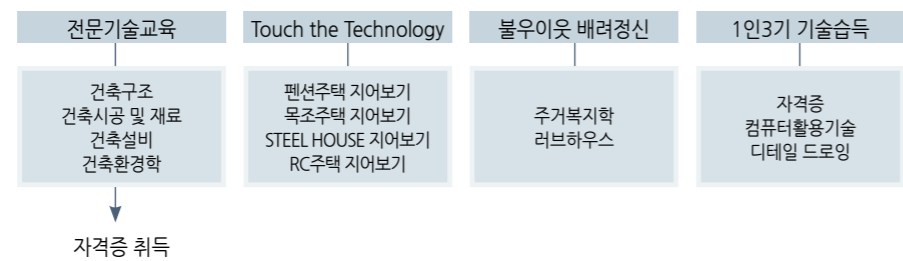 전문기술교육
건축구조
건축시공 및 재료
건축설비
건축환경학
자격증 취득
Touch the Technology
펜션주택 지어보기
목조주택 지어보기
STEEL HOUSE 지어보기
RC주택 지어보기
불우이웃 배려정신
주거복지학
러브하우스
1인3기 기술습득
자격증
컴퓨터활용기술
디테일 드로잉